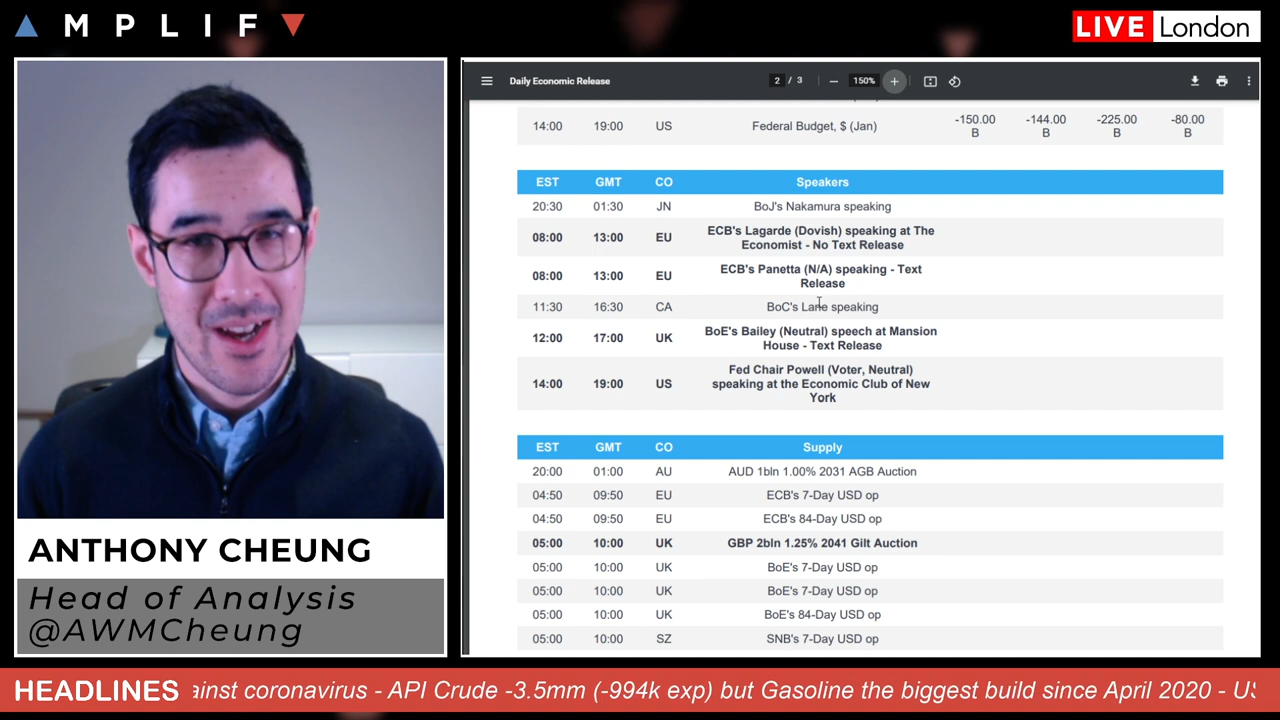 AMPLIFY
LIVE London
Daily Economic Release
2 / 3
150%
14:00 19:00 US Federal Budget, $ (Jan) -150.00 B -144.00 B -225.00 B -80.00 B
EST GMT CO Speakers
20:30 01:30 JN BoJ's Nakamura speaking
08:00 13:00 EU ECB's Lagarde (Dovish) speaking at The
Economist - No Text Release
08:00 13:00 EU ECB's Panetta (N/A) speaking - Text
Release
11:30 16:30 CA BoC's Lane speaking
12:00 17:00 UK BoE's Bailey (Neutral) speech at Mansion
House - Text Release
14:00 19:00 US Fed Chair Powell (Voter, Neutral)
speaking at the Economic Club of New
York
EST GMT CO Supply
20:00 01:00 AU AUD 1bln 1.00% 2031 AGB Auction
04:50 09:50 EU ECB's 7-Day USD op
04:50 09:50 EU ECB's 84-Day USD op
05:00 10:00 UK GBP 2bln 1.25% 2041 Gilt Auction
05:00 10:00 UK BoE's 7-Day USD op
05:00 10:00 UK BoE's 7-Day USD op
05:00 10:00 UK BoE's 84-Day USD op
05:00 10:00 SZ SNB's 7-Day USD op
ANTHONY CHEUNG
Head of Analysis
@AWMCheung
HEADLINES ainst coronavirus - API Crude -3.5mm (-994k exp) but Gasoline the biggest build since April 2020 - US